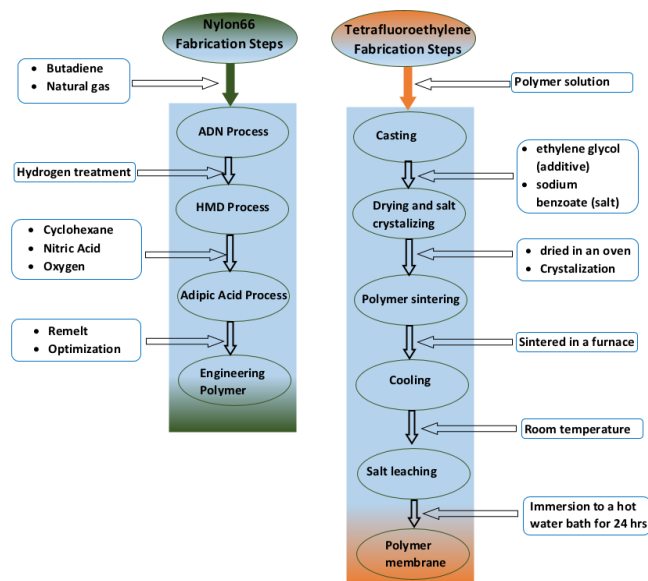 Nylon66
Fabrication Steps
Butadiene
Natural gas
ADN Process
Hydrogen treatment
HMD Process
Cyclohexane
Nitric Acid
Oxygen
Adipic Acid Process
Remelt
Optimization
Engineering
Polymer
Tetrafluoroethylene
Fabrication Steps
Polymer solution
Casting
ethylene glycol
(additive)
sodium
benzoate (salt)
Drying and salt
crystalizing
dried in an oven
Crystalization
Polymer sintering
Sintered in a furnace
Cooling
Room temperature
Salt leaching
Immersion to a hot
water bath for 24 hrs
Polymer
membrane